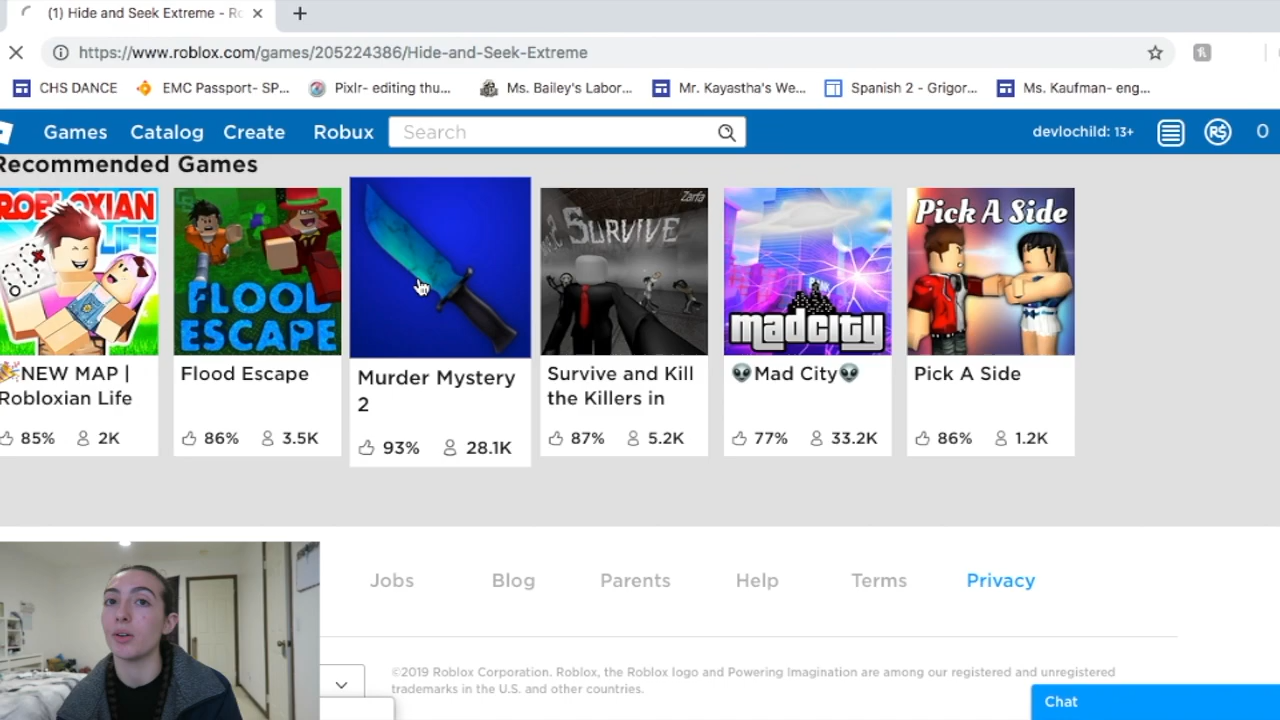 (1) Hide and Seek Extreme - Ro
https://www.roblox.com/games/205224386/Hide-and-Seek-Extreme
CHS DANCE EMC Passport- SP... Pixlr- editing thu... Ms. Bailey's Labor... Mr. Kayastha's We... Spanish 2 - Grigor... Ms. Kaufman- eng...
Games Catalog Create Robux Search devlochild: 13+ R$ 0
Recommended Games
ROBLOXIAN
LIFE
FLOOD
ESCAPE
Zarfa
SURVIVE
madcity
Pick A Side
NEW MAP |
Robloxian Life
Flood Escape
Murder Mystery
2
Survive and Kill
the Killers in
👽Mad City👽
Pick A Side
85% 2K 86% 3.5K 93% 28.1K 87% 5.2K 77% 33.2K 86% 1.2K
Jobs Blog Parents Help Terms Privacy
©2019 Roblox Corporation. Roblox, the Roblox logo and Powering Imagination are among our registered and unregistered
trademarks in the U.S. and other countries.
Chat